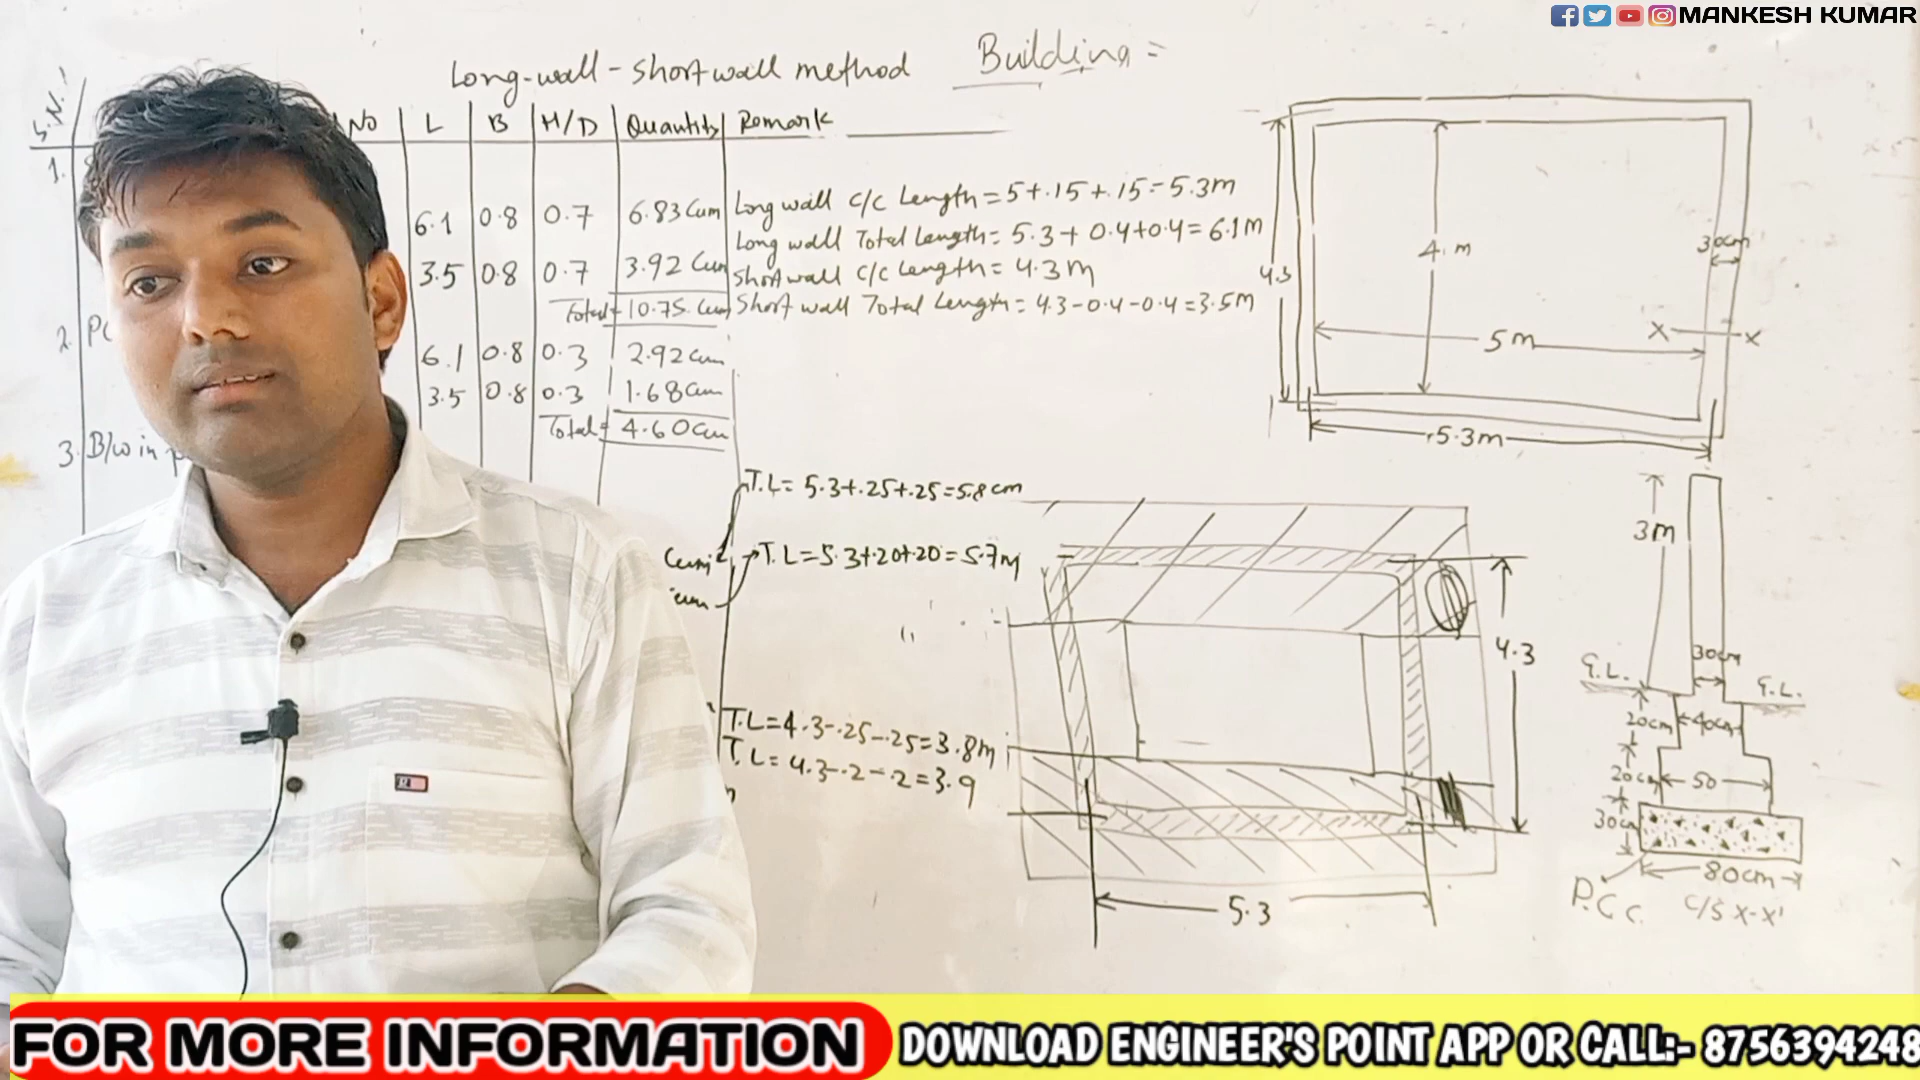 MANKESH KUMAR
Long-wall - Short wall method Building =
S.N. No L B H/D Quantity Remark
1.
6.1 0.8 0.7 6.83 Cum
3.5 0.8 0.7 3.92 Cum
Total = 10.75 Cum
Long wall c/c Length = 5+.15+.15 = 5.3m
Long wall Total Length = 5.3 + 0.4+0.4 = 6.1 M
Short wall c/c Length = 4.3 M
Short wall Total Length = 4.3-0.4-0.4 = 3.5M
2. PC
6.1 0.8 0.3 2.92 cum
3.5 0.8 0.3 1.68 cum
Total = 4.60 Cum
3. B/w in
T.L = 5.3+.25+.25 = 5.8 cm
T.L = 5.3+.20+.20 = 5.7 M
T.L = 4.3-.25-.25 = 3.8 m
T.L = 4.3-.2-.2 = 3.9
4.3
4. m
30cm
5 m
X X
5.3m
4.3
5.3
3m
30cm
G.L. G.L.
20cm 40cm
20cm 50
30cm
80cm
P.C.C. C/S X-X'
FOR MORE INFORMATION
DOWNLOAD ENGINEER'S POINT APP OR CALL:- 8756394248